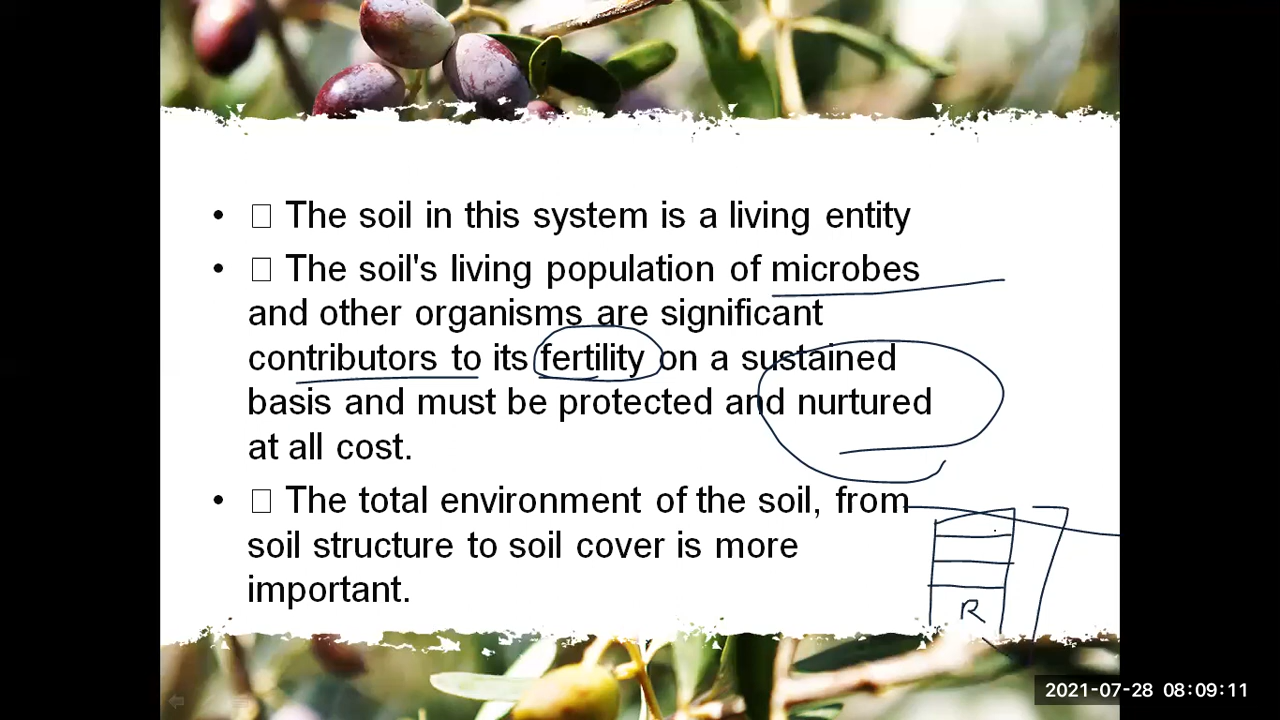 • □ The soil in this system is a living entity
• □ The soil's living population of microbes
and other organisms are significant
contributors to its fertility on a sustained
basis and must be protected and nurtured
at all cost.
• □ The total environment of the soil, from
soil structure to soil cover is more
important.
R
2021-07-28 08:09:11